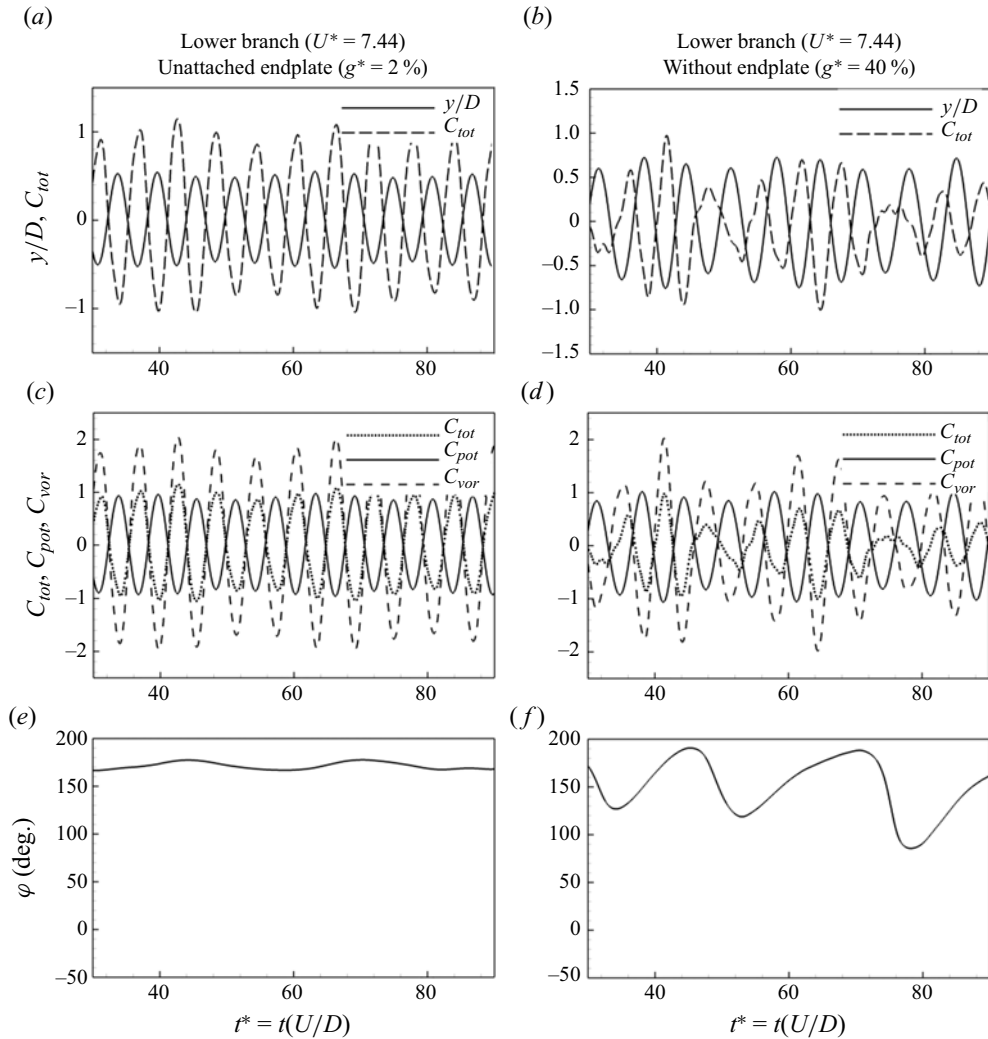 (a)
Lower branch (U* = 7.44)
Unattached endplate (g* = 2 %)
y/D
C_tot
1
0
−1
y/D, C_tot
40
60
80
(b)
Lower branch (U* = 7.44)
Without endplate (g* = 40 %)
y/D
C_tot
1.5
1.0
0.5
0
−0.5
−1.0
−1.5
40
60
80
(c)
C_tot
C_pot
C_vor
2
1
0
−1
−2
C_tot, C_pot, C_vor
40
60
80
(d)
C_tot
C_pot
C_vor
2
1
0
−1
−2
40
60
80
(e)
200
150
100
50
0
−50
φ (deg.)
40
60
80
t* = t(U/D)
(f)
200
150
100
50
0
−50
40
60
80
t* = t(U/D)